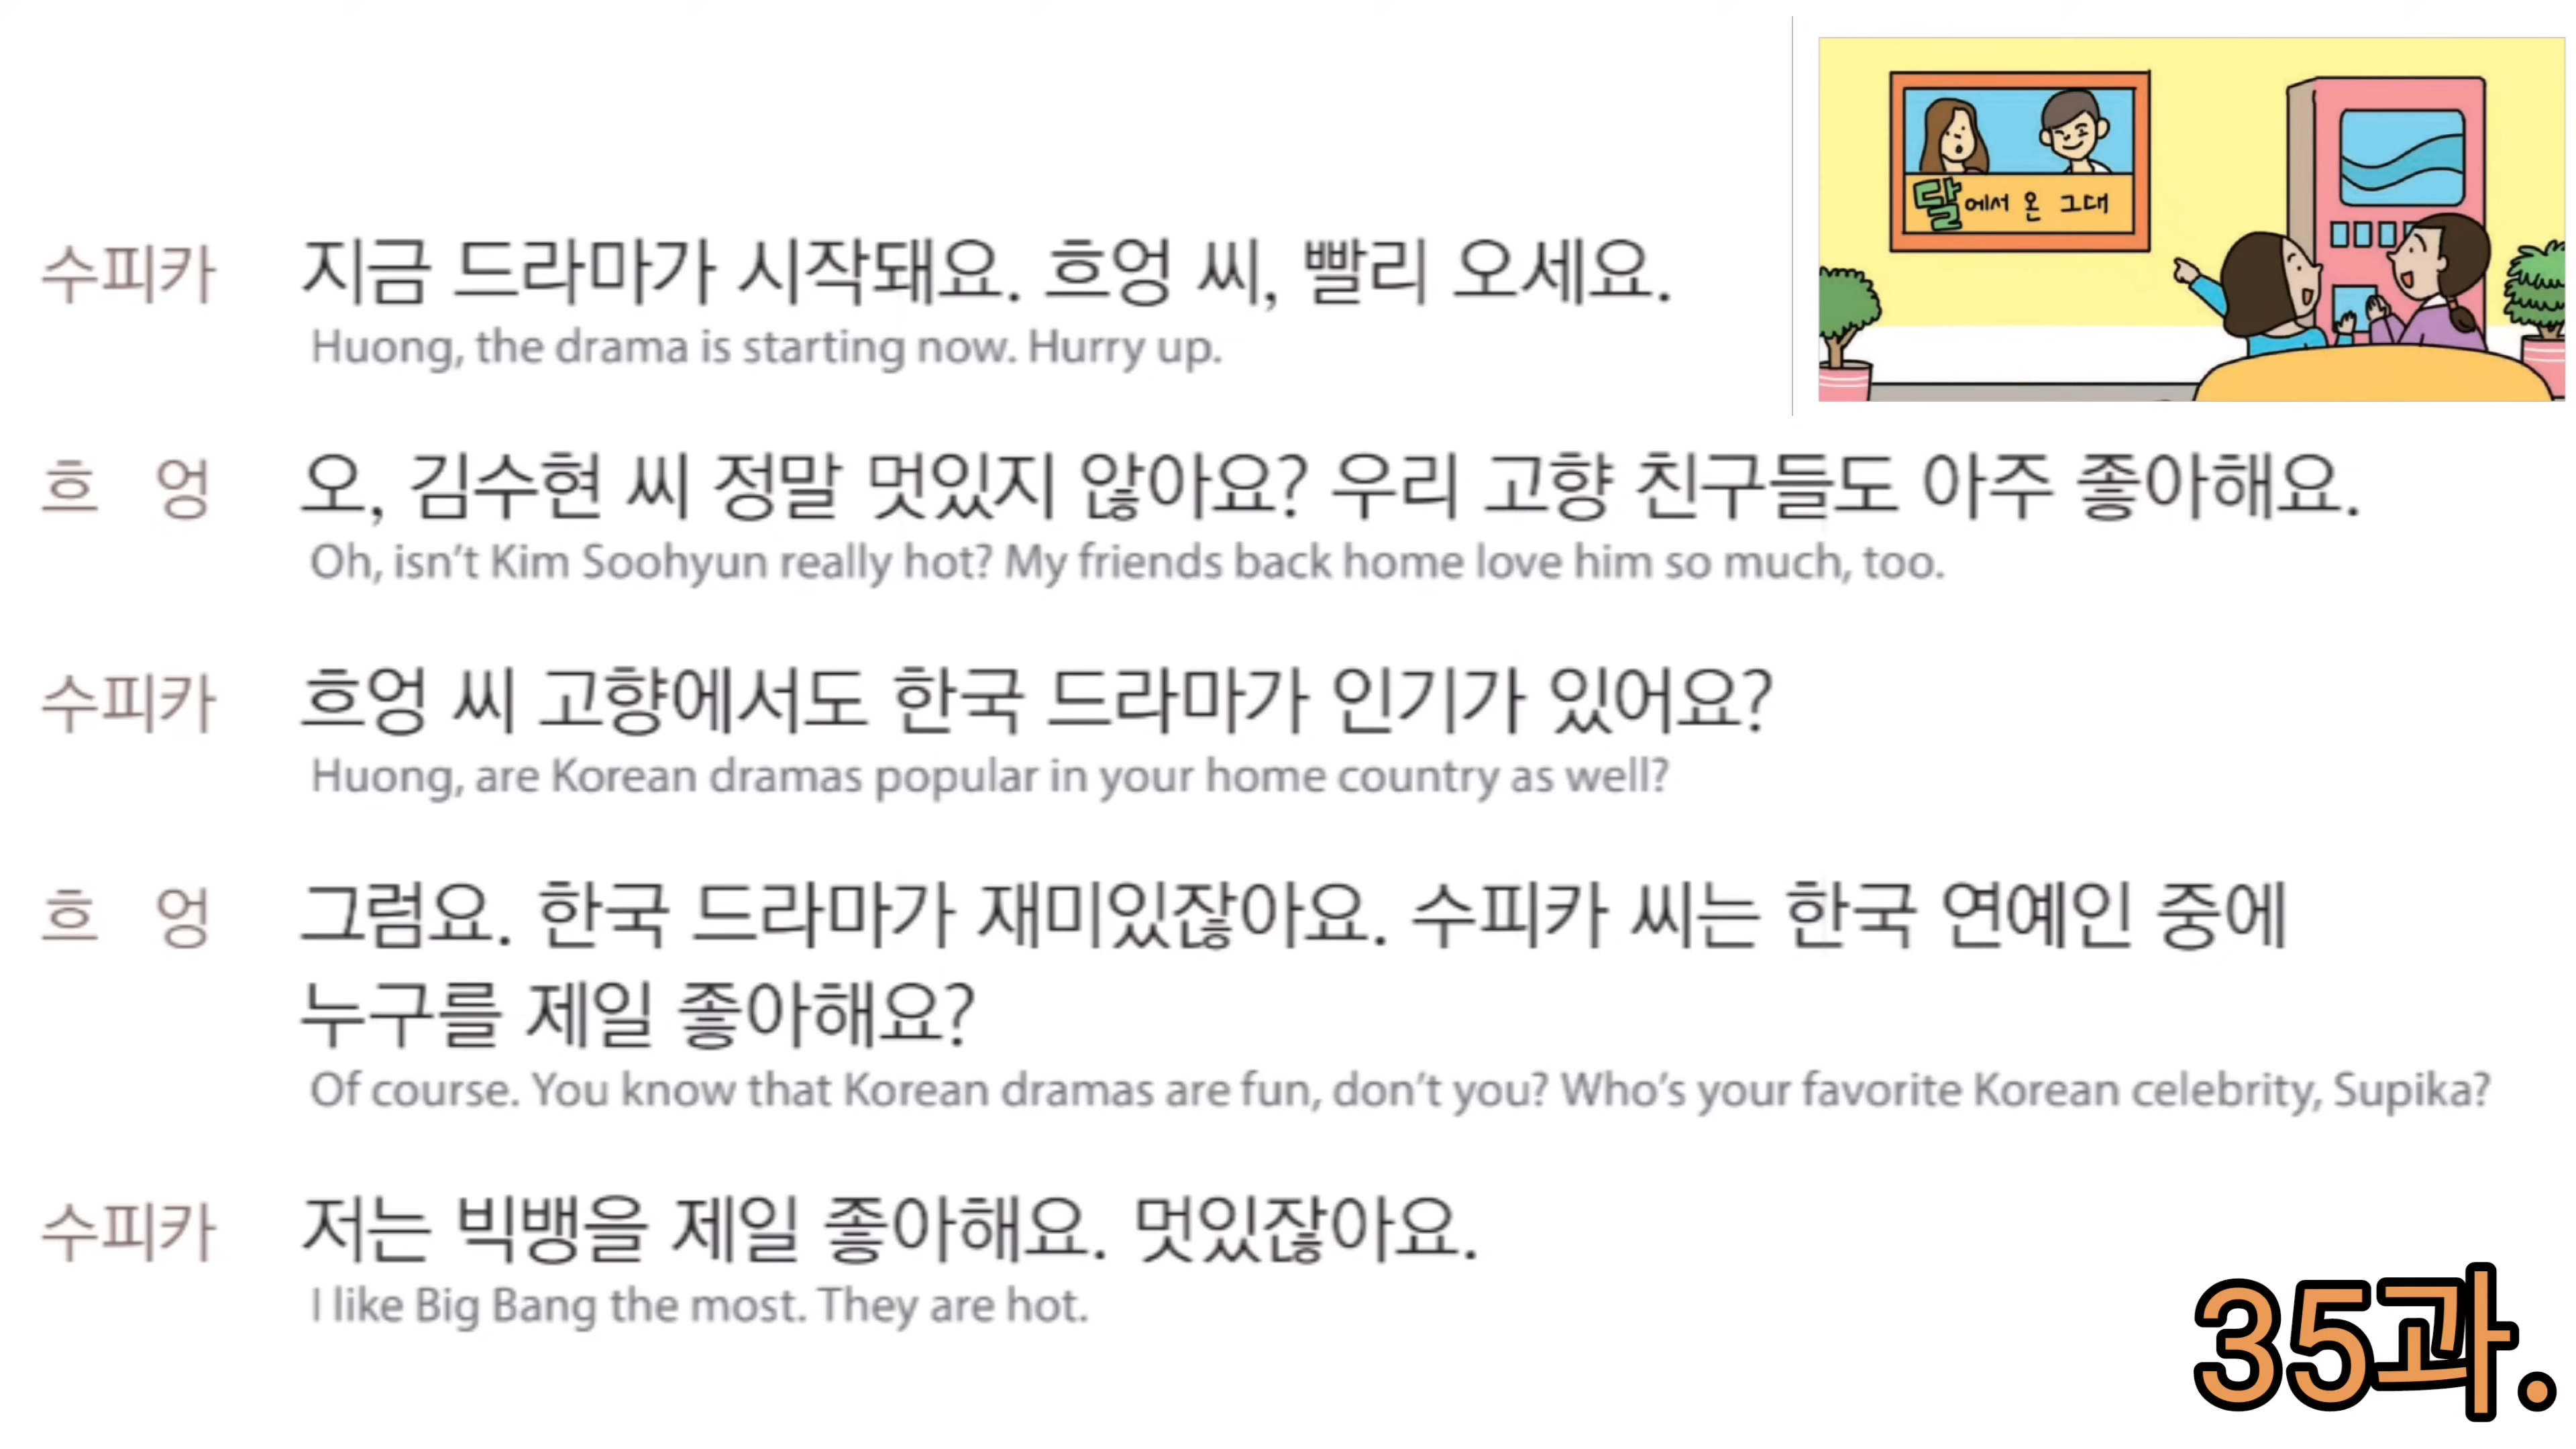 달에서 온 그대
수피카 지금 드라마가 시작돼요. 흐엉 씨, 빨리 오세요.
Huong, the drama is starting now. Hurry up.
흐 엉 오, 김수현 씨 정말 멋있지 않아요? 우리 고향 친구들도 아주 좋아해요.
Oh, isn't Kim Soohyun really hot? My friends back home love him so much, too.
수피카 흐엉 씨 고향에서도 한국 드라마가 인기가 있어요?
Huong, are Korean dramas popular in your home country as well?
흐 엉 그럼요. 한국 드라마가 재미있잖아요. 수피카 씨는 한국 연예인 중에
누구를 제일 좋아해요?
Of course. You know that Korean dramas are fun, don't you? Who's your favorite Korean celebrity, Supika?
수피카 저는 빅뱅을 제일 좋아해요. 멋있잖아요.
I like Big Bang the most. They are hot.
35과.